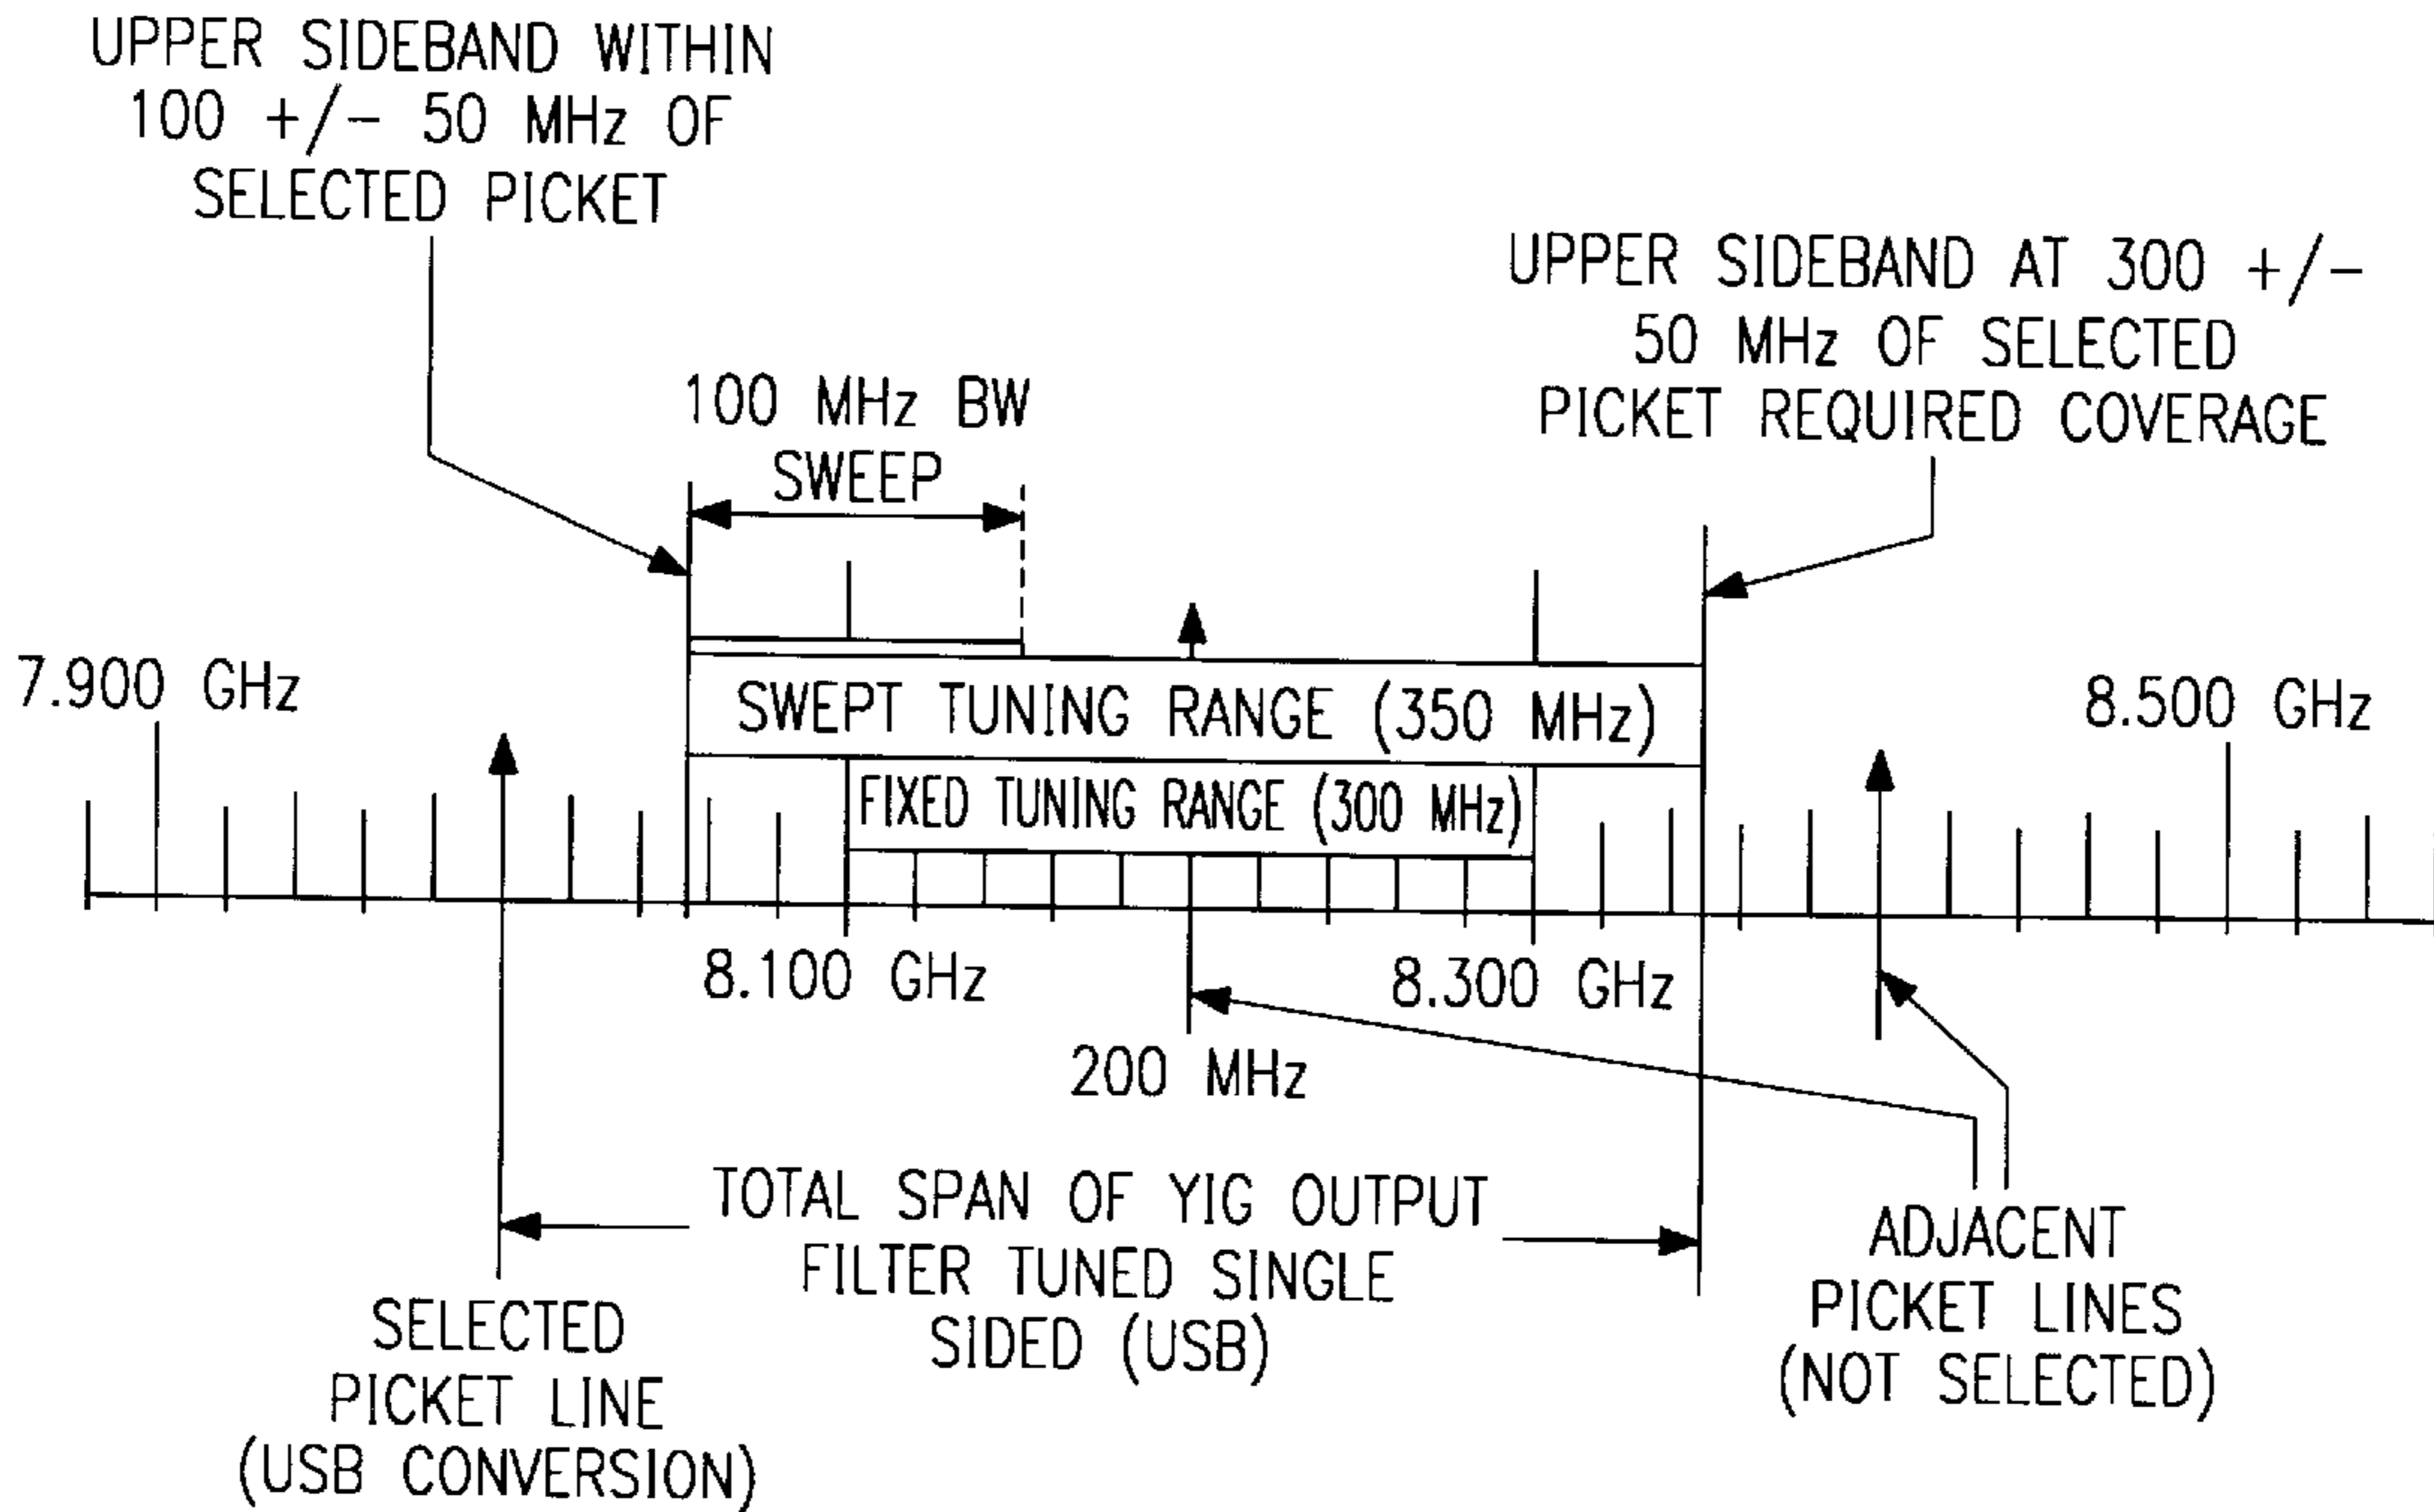 UPPER SIDEBAND WITHIN
100 +/- 50 MHz OF
SELECTED PICKET
UPPER SIDEBAND AT 300 +/-
50 MHz OF SELECTED
PICKET REQUIRED COVERAGE
100 MHz BW
SWEEP
7.900 GHz
SWEPT TUNING RANGE (350 MHz)
8.500 GHz
FIXED TUNING RANGE (300 MHz)
8.100 GHz
8.300 GHz
200 MHz
TOTAL SPAN OF YIG OUTPUT
FILTER TUNED SINGLE
SIDED (USB)
ADJACENT
PICKET LINES
(NOT SELECTED)
SELECTED
PICKET LINE
(USB CONVERSION)